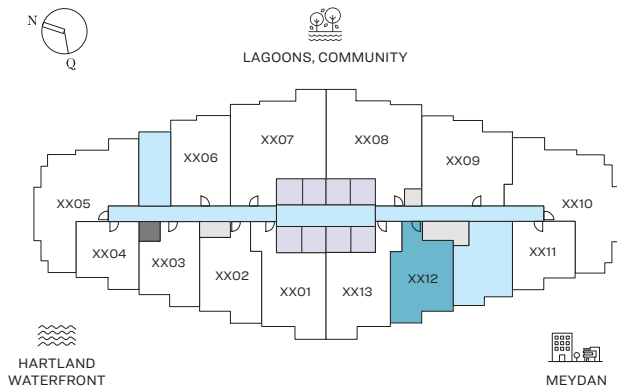 N
Q
LAGOONS, COMMUNITY
XX07
XX08
XX06
XX09
XX05
XX10
XX04
XX03
XX02
XX01
XX13
XX12
XX11
HARTLAND
WATERFRONT
MEYDAN